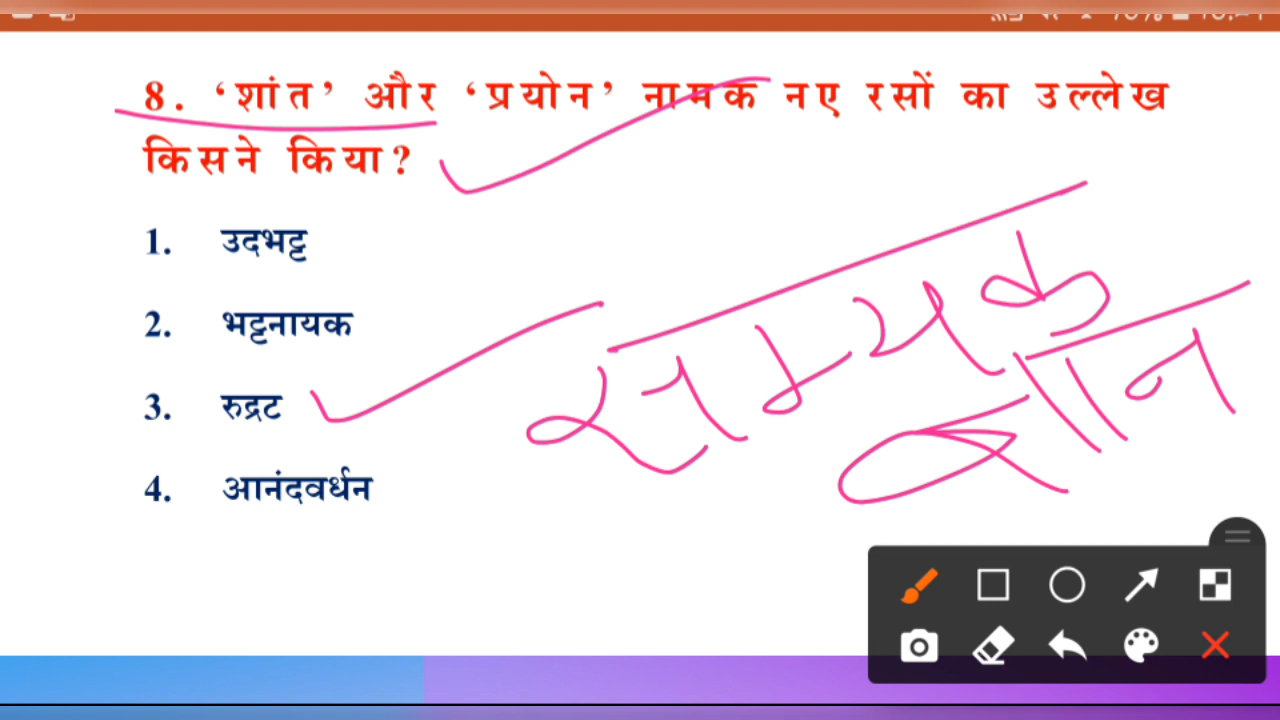 8. ‘शांत’ और ‘प्रयोन’ नामक नए रसों का उल्लेख
किसने किया?
1. उदभट्ट
2. भट्टनायक
3. रुद्रट
4. आनंदवर्धन
सम्यक
ज्ञान